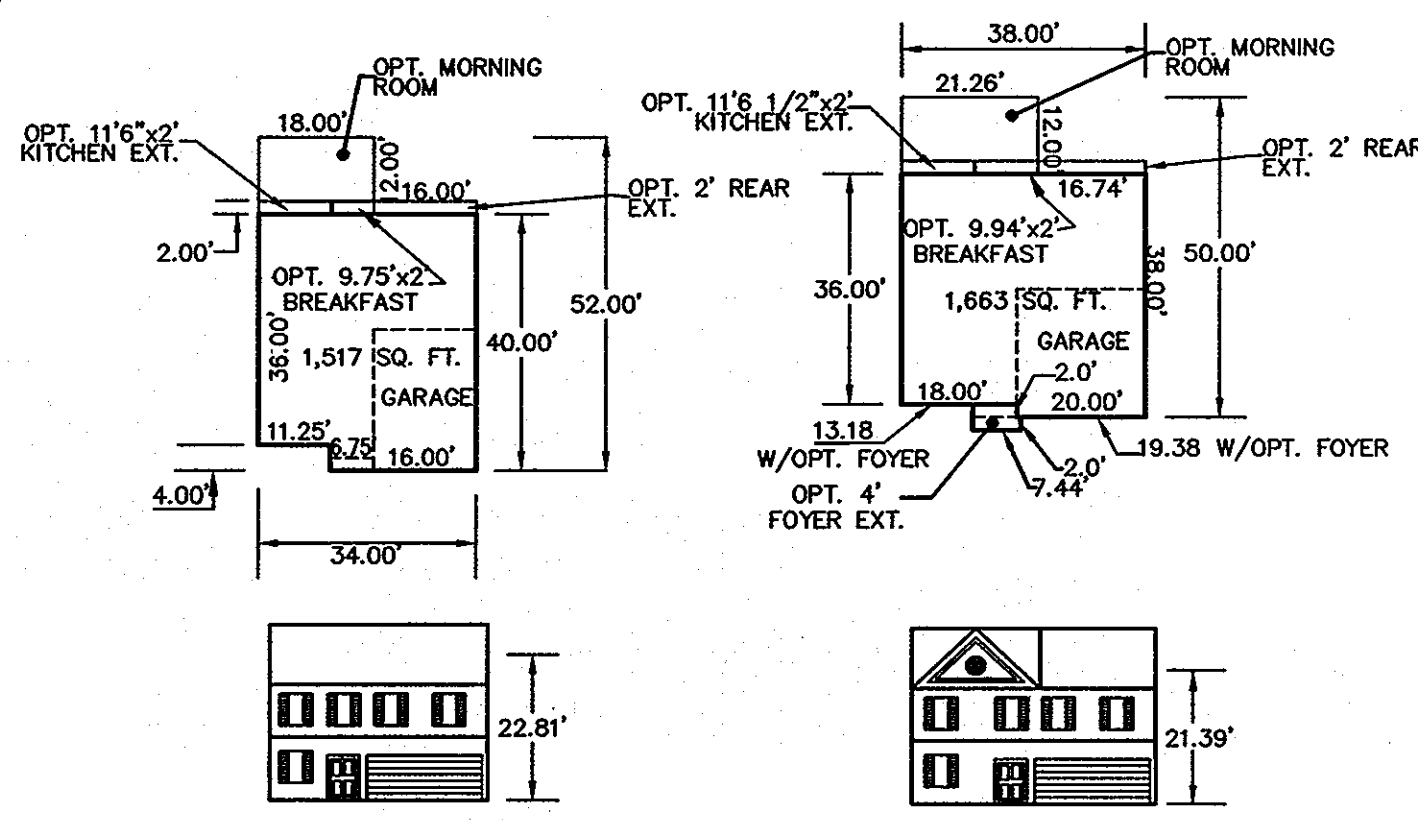 OPT. MORNING
ROOM
18.00'
OPT. 11'6"x2'
KITCHEN EXT.
12.00'
16.00'
OPT. 2' REAR
EXT.
2.00'
OPT. 9.75'x2'
BREAKFAST
52.00'
36.00'
1,517 SQ. FT.
40.00'
GARAGE
11.25'
6.75
16.00'
4.00'
34.00'
22.81'
38.00'
OPT. MORNING
ROOM
21.26'
OPT. 11'6 1/2"x2'
KITCHEN EXT.
12.00'
OPT. 2' REAR
EXT.
16.74'
OPT. 9.94'x2'
BREAKFAST
38.00'
50.00'
36.00'
1,663 SQ. FT.
GARAGE
2.0'
18.00'
20.00'
13.18
W/OPT. FOYER
19.38 W/OPT. FOYER
2.0'
7.44'
OPT. 4'
FOYER EXT.
21.39'